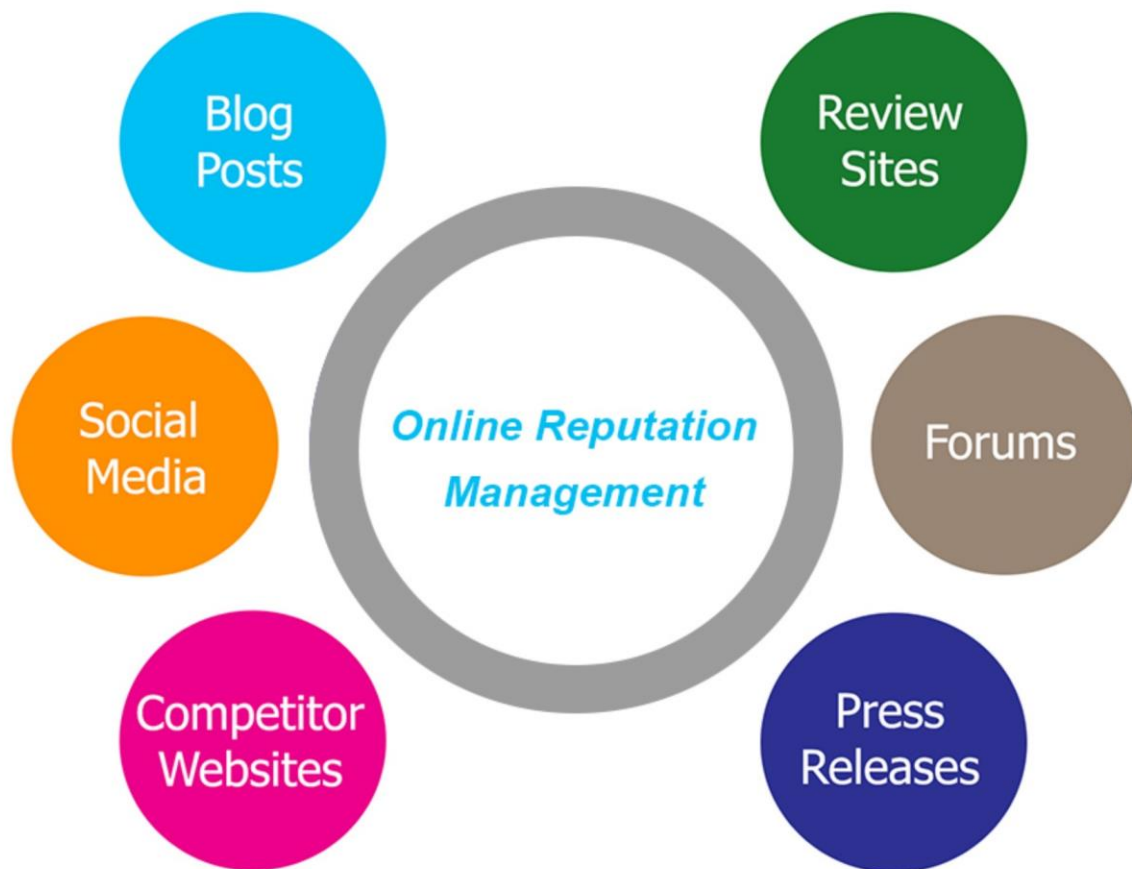 Blog
Posts
Review
Sites
Social
Media
Online Reputation
Management
Forums
Competitor
Websites
Press
Releases